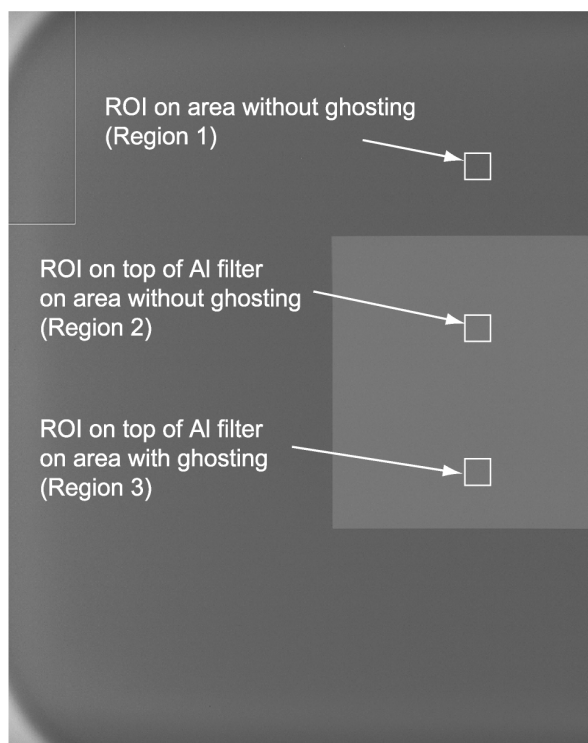 ROI on area without ghosting
(Region 1)
ROI on top of Al filter
on area without ghosting
(Region 2)
ROI on top of Al filter
on area with ghosting
(Region 3)